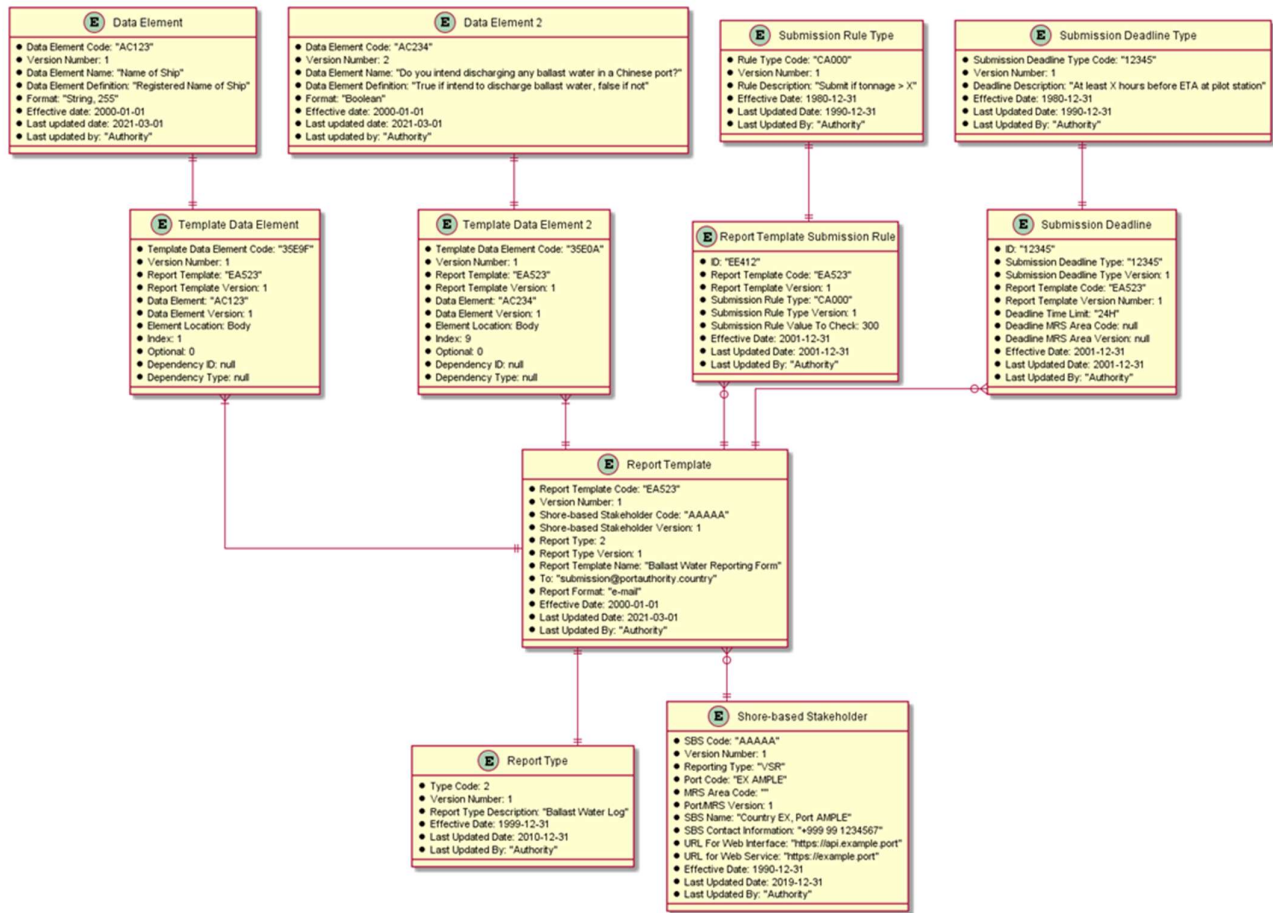 E Data Element
Data Element Code: "AC123"
Version Number: 1
Data Element Name: "Name of Ship"
Data Element Definition: "Registered Name of Ship"
Format: "String, 255"
Effective date: 2000-01-01
Last updated date: 2021-03-01
Last updated by: "Authority"
E Data Element 2
Data Element Code: "AC234"
Version Number: 2
Data Element Name: "Do you intend discharging any ballast water in a Chinese port?"
Data Element Definition: "True if intend to discharge ballast water, false if not"
Format: "Boolean"
Effective date: 2000-01-01
Last updated date: 2021-03-01
Last updated by: "Authority"
E Submission Rule Type
Rule Type Code: "CA000"
Version Number: 1
Rule Description: "Submit if tonnage > X"
Effective Date: 1980-12-31
Last Updated Date: 1990-12-31
Last Updated By: "Authority"
E Submission Deadline Type
Submission Deadline Type Code: "12345"
Version Number: 1
Deadline Description: "At least X hours before ETA at pilot station"
Effective Date: 1980-12-31
Last Updated Date: 1990-12-31
Last Updated By: "Authority"
E Template Data Element
Template Data Element Code: "35E9F"
Version Number: 1
Report Template: "EA523"
Report Template Version: 1
Data Element: "AC123"
Data Element Version: 1
Element Location: Body
Index: 1
Optional: 0
Dependency ID: null
Dependency Type: null
E Template Data Element 2
Template Data Element Code: "35E0A"
Version Number: 1
Report Template: "EA523"
Report Template Version: 1
Data Element: "AC234"
Data Element Version: 1
Element Location: Body
Index: 9
Optional: 0
Dependency ID: null
Dependency Type: null
E Report Template Submission Rule
ID: "EE412"
Report Template Code: "EA523"
Report Template Version: 1
Submission Rule Type: "CA000"
Submission Rule Type Version: 1
Submission Rule Value To Check: 300
Effective Date: 2001-12-31
Last Updated Date: 2001-12-31
Last Updated By: "Authority"
E Submission Deadline
ID: "12345"
Submission Deadline Type: "12345"
Submission Deadline Type Version: 1
Report Template Code: "EA523"
Report Template Version Number: 1
Deadline Time Limit: "24H"
Deadline MRS Area Code: null
Deadline MRS Area Version: null
Effective Date: 2001-12-31
Last Updated Date: 2001-12-31
Last Updated By: "Authority"
E Report Template
Report Template Code: "EA523"
Version Number: 1
Shore-based Stakeholder Code: "AAAAA"
Shore-based Stakeholder Version: 1
Report Type: 2
Report Type Version: 1
Report Template Name: "Ballast Water Reporting Form"
To: "submission@portauthority.country"
Report Format: "e-mail"
Effective Date: 2000-01-01
Last Updated Date: 2021-03-01
Last Updated By: "Authority"
E Report Type
Type Code: 2
Version Number: 1
Report Type Description: "Ballast Water Log"
Effective Date: 1999-12-31
Last Updated Date: 2010-12-31
Last Updated By: "Authority"
E Shore-based Stakeholder
SBS Code: "AAAAA"
Version Number: 1
Reporting Type: "VSR"
Port Code: "EX AMPLE"
MRS Area Code: ""
Port/MRS Version: 1
SBS Name: "Country EX, Port AMPLE"
SBS Contact Information: "+999 99 1234567"
URL For Web Interface: "https://api.example.port"
URL for Web Service: "https://example.port"
Effective Date: 1990-12-31
Last Updated Date: 2019-12-31
Last Updated By: "Authority"